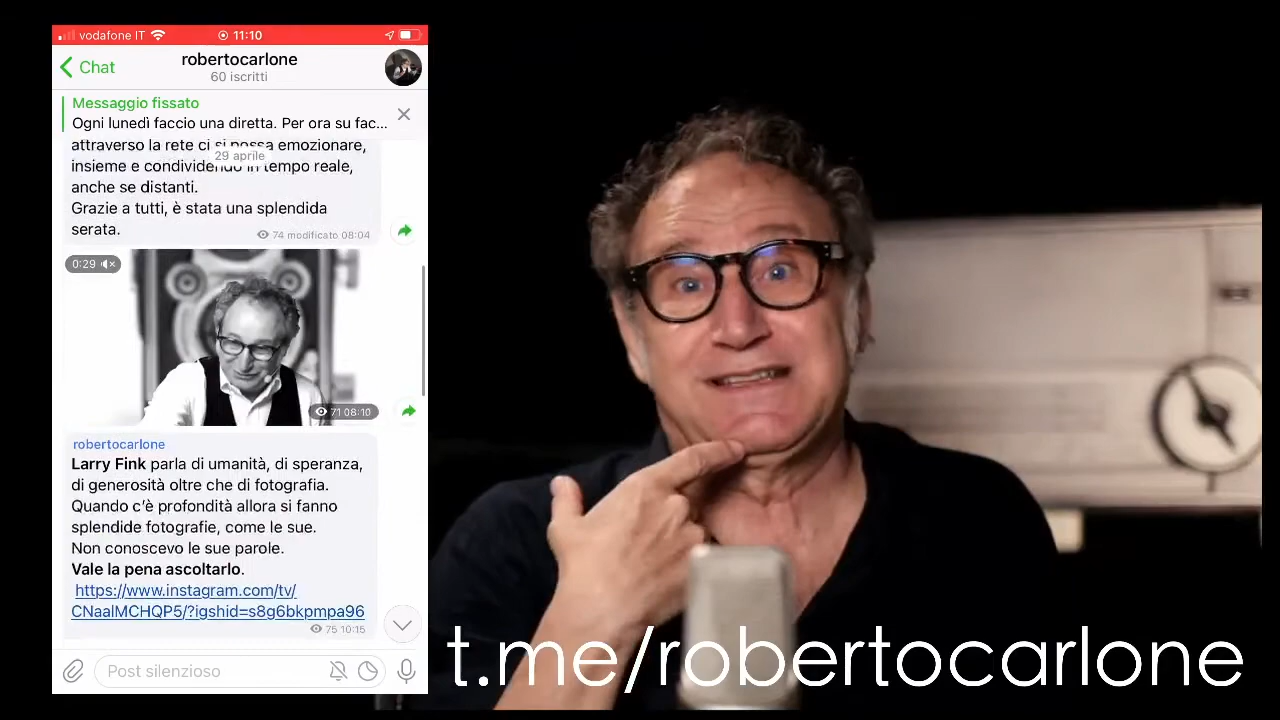 vodafone IT
11:10
Chat
robertocarlone
60 iscritti
Messaggio fissato
Ogni lunedì faccio una diretta. Per ora su fac...
attraverso la rete ci si possa emozionare,
29 aprile
insieme e condividendo in tempo reale,
anche se distanti.
Grazie a tutti, è stata una splendida
serata.
74 modificato 08:04
0:29
71 08:10
robertocarlone
Larry Fink parla di umanità, di speranza,
di generosità oltre che di fotografia.
Quando c'è profondità allora si fanno
splendide fotografie, come le sue.
Non conoscevo le sue parole.
Vale la pena ascoltarlo.
https://www.instagram.com/tv/
CNaalMCHQP5/?igshid=s8g6bkpmpa96
75 10:15
Post silenzioso
t.me/robertocarlone